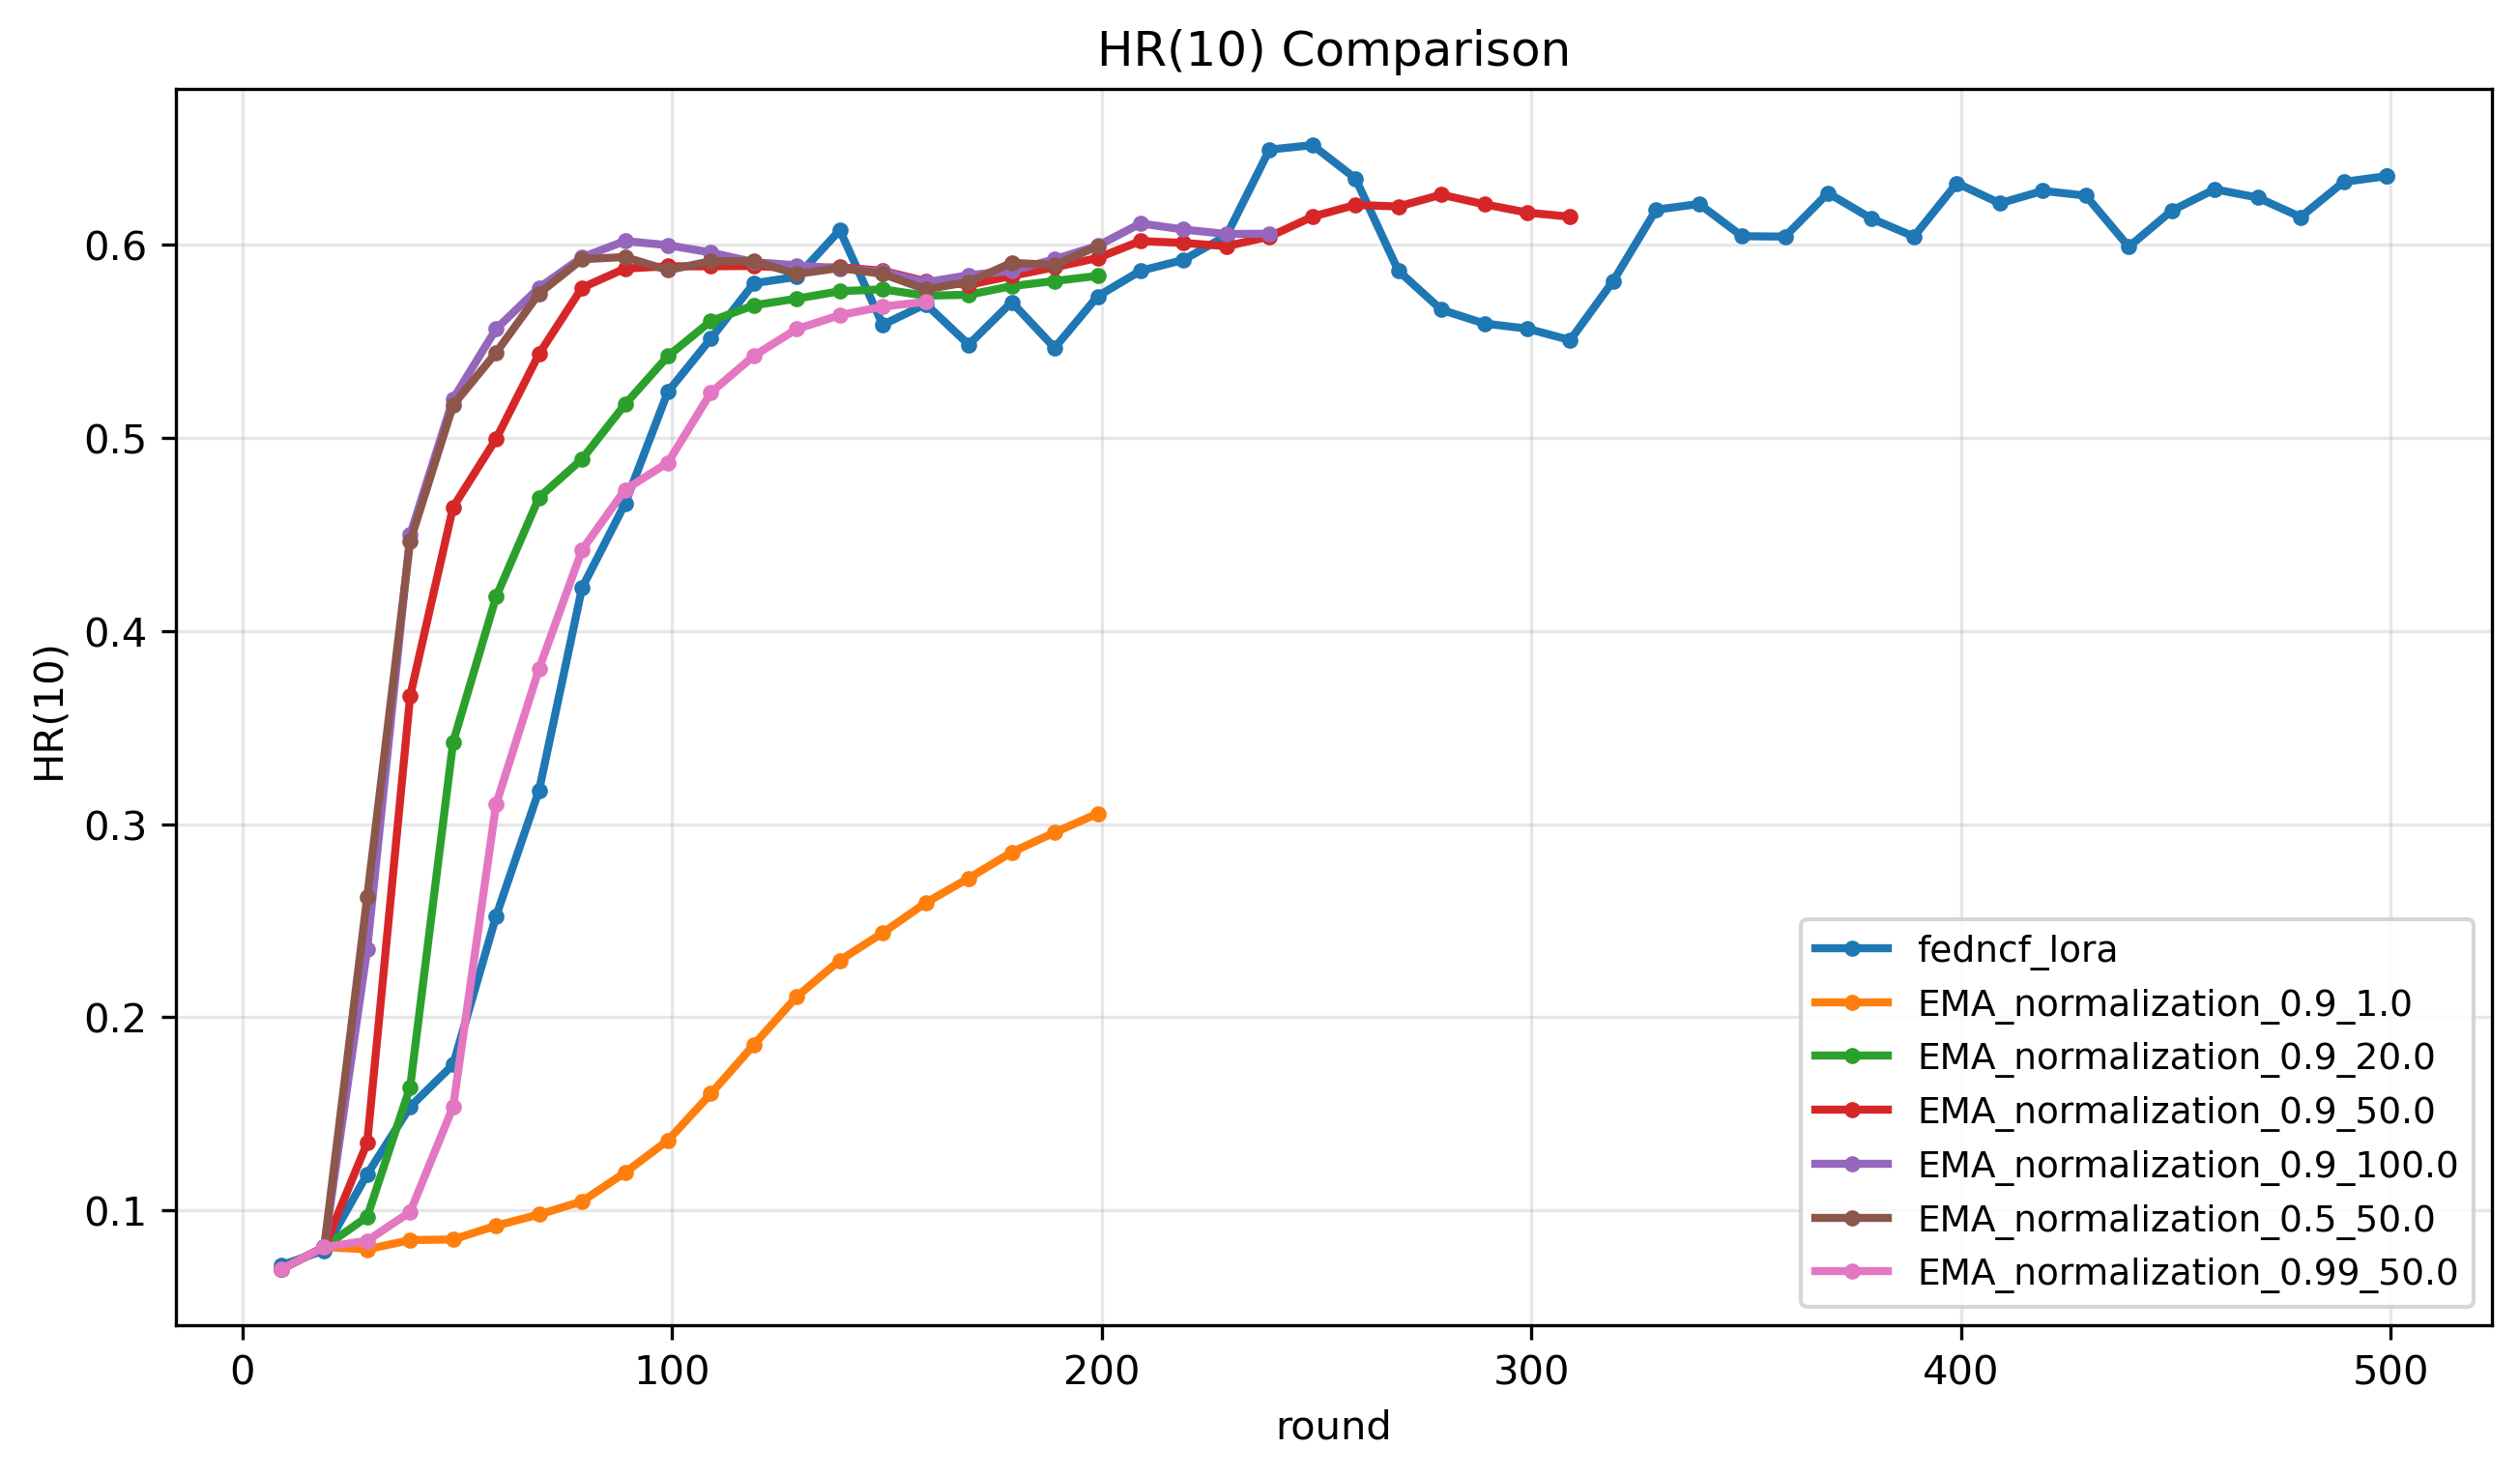 HR(10) Comparison
HR(10)
0.6
0.5
0.4
0.3
0.2
0.1
0
100
200
300
400
500
round
fedncf_lora
EMA_normalization_0.9_1.0
EMA_normalization_0.9_20.0
EMA_normalization_0.9_50.0
EMA_normalization_0.9_100.0
EMA_normalization_0.5_50.0
EMA_normalization_0.99_50.0